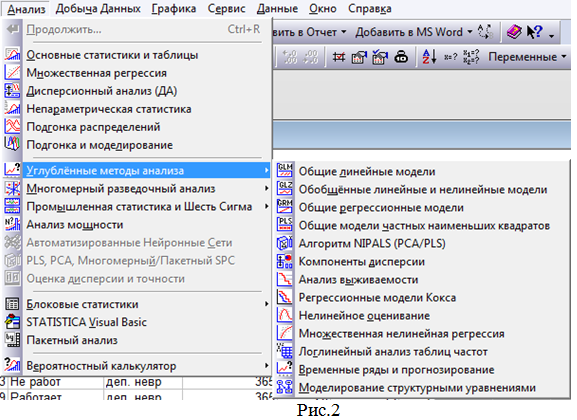 Анализ Добыча Данных Графика Сервис Данные Окно Справка
Продолжить... Ctrl+R
вить в Отчет Добавить в MS Word
Основные статистики и таблицы
Переменные
Множественная регрессия
Дисперсионный анализ (ДА)
Непараметрическая статистика
Подгонка распределений
Подгонка и моделирование
Углублённые методы анализа
Многомерный разведочный анализ
Промышленная статистика и Шесть Сигма
Анализ мощности
Автоматизированные Нейронные Сети
PLS, PCA, Многомерный/Пакетный SPC
Оценка дисперсии и точности
Блоковые статистики
STATISTICA Visual Basic
Пакетный анализ
Вероятностный калькулятор
GLM Общие линейные модели
GLZ Обобщённые линейные и нелинейные модели
GRM Общие регрессионные модели
PLS Общие модели частных наименьших квадратов
Алгоритм NIPALS (PCA/PLS)
Компоненты дисперсии
Анализ выживаемости
Регрессионные модели Кокса
Нелинейное оценивание
Множественная нелинейная регрессия
Логлинейный анализ таблиц частот
Временные ряды и прогнозирование
Моделирование структурными уравнениями
3 Не работ деп. невр 365
9 Работает деп. невр 365
Рис.2